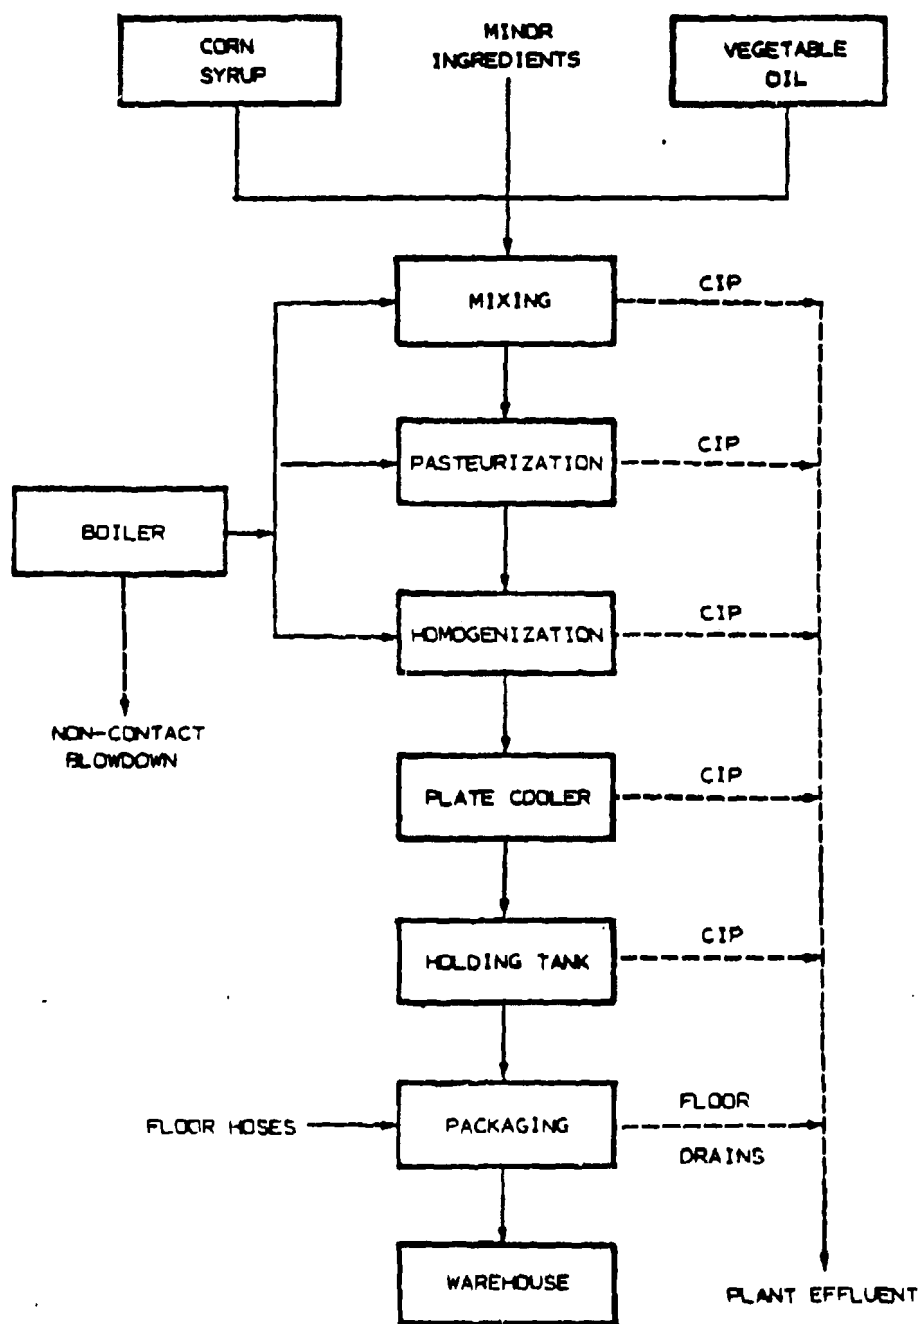 CORN
SYRUP
MINOR
INGREDIENTS
VEGETABLE
OIL
MIXING
CIP
PASTEURIZATION
CIP
BOILER
HOMOGENIZATION
CIP
NON-CONTACT
BLOWDOWN
PLATE COOLER
CIP
HOLDING TANK
CIP
FLOOR HOSES
PACKAGING
FLOOR
DRAINS
WAREHOUSE
PLANT EFFLUENT